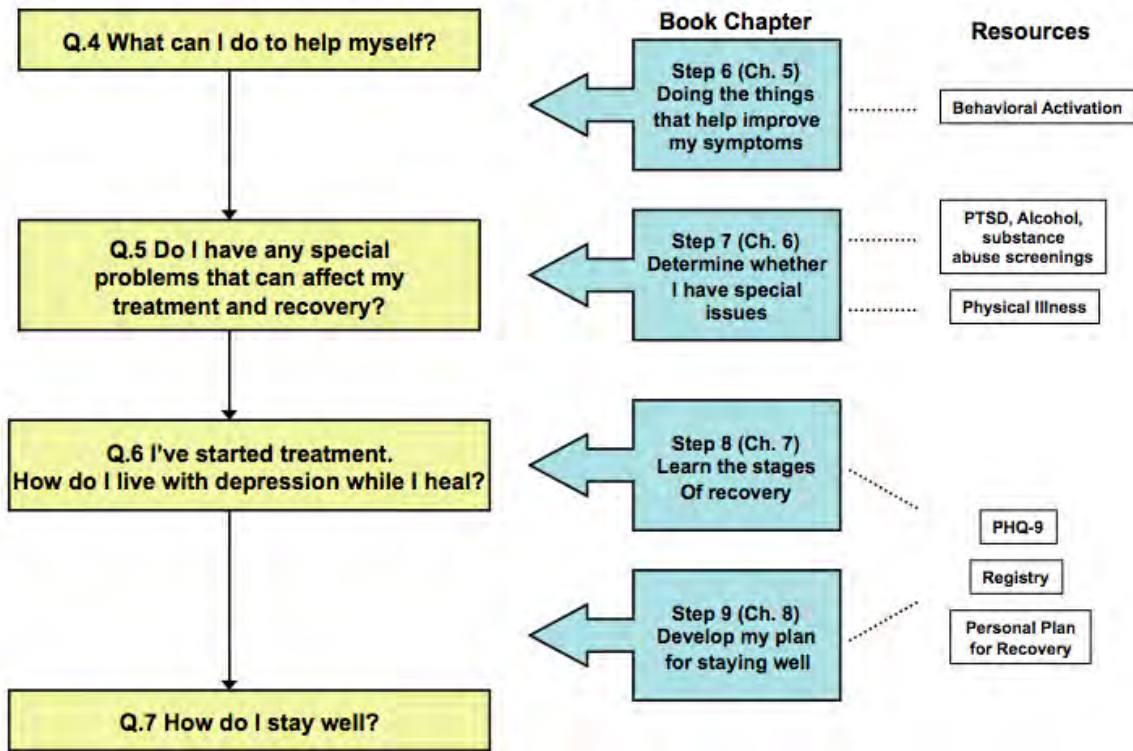 Q.4 What can I do to help myself?
Book Chapter
Resources
Step 6 (Ch. 5)
Doing the things
that help improve
my symptoms
Behavioral Activation
Q.5 Do I have any special
problems that can affect my
treatment and recovery?
Step 7 (Ch. 6)
Determine whether
I have special
issues
PTSD, Alcohol,
substance
abuse screenings
Physical Illness
Q.6 I've started treatment.
How do I live with depression while I heal?
Step 8 (Ch. 7)
Learn the stages
Of recovery
PHQ-9
Registry
Personal Plan
for Recovery
Step 9 (Ch. 8)
Develop my plan
for staying well
Q.7 How do I stay well?